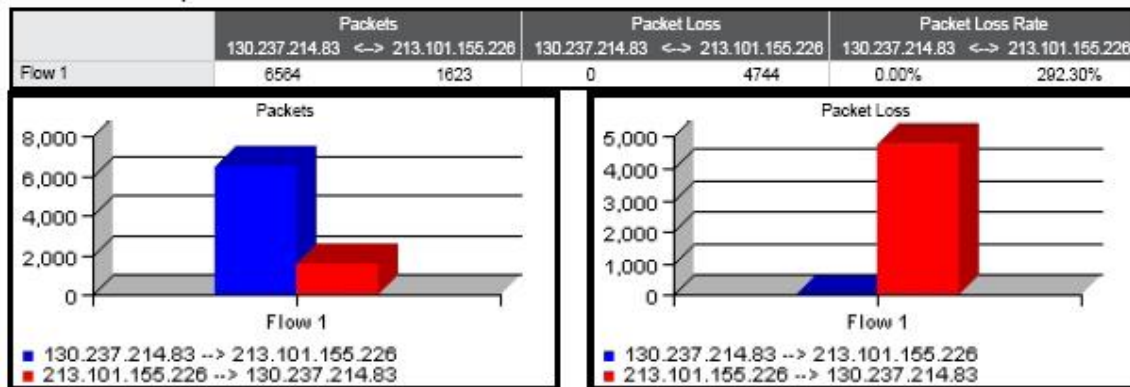 Packets Packet Loss Packet Loss Rate
130.237.214.83 <--> 213.101.155.226 130.237.214.83 <--> 213.101.155.226 130.237.214.83 <--> 213.101.155.226
Flow 1 6564 1623 0 4744 0.00% 292.30%
Packets
8,000
6,000
4,000
2,000
0
Flow 1
130.237.214.83 --> 213.101.155.226
213.101.155.226 --> 130.237.214.83
Packet Loss
5,000
4,000
3,000
2,000
1,000
0
Flow 1
130.237.214.83 --> 213.101.155.226
213.101.155.226 --> 130.237.214.83